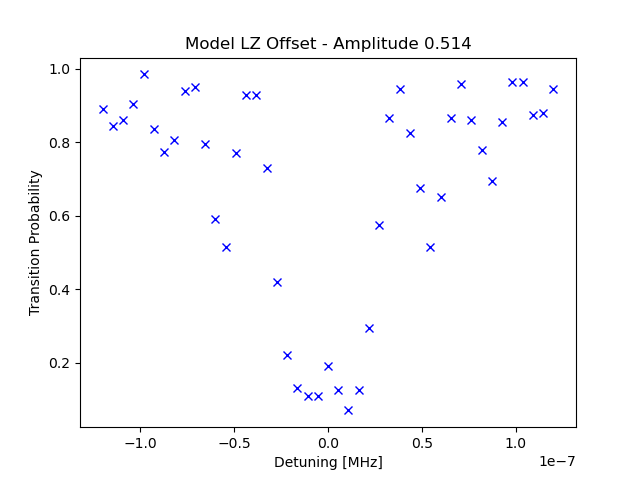 Model LZ Offset - Amplitude 0.514
Transition Probability
1.0
0.8
0.6
0.4
0.2
−1.0 −0.5 0.0 0.5 1.0
1e−7
Detuning [MHz]